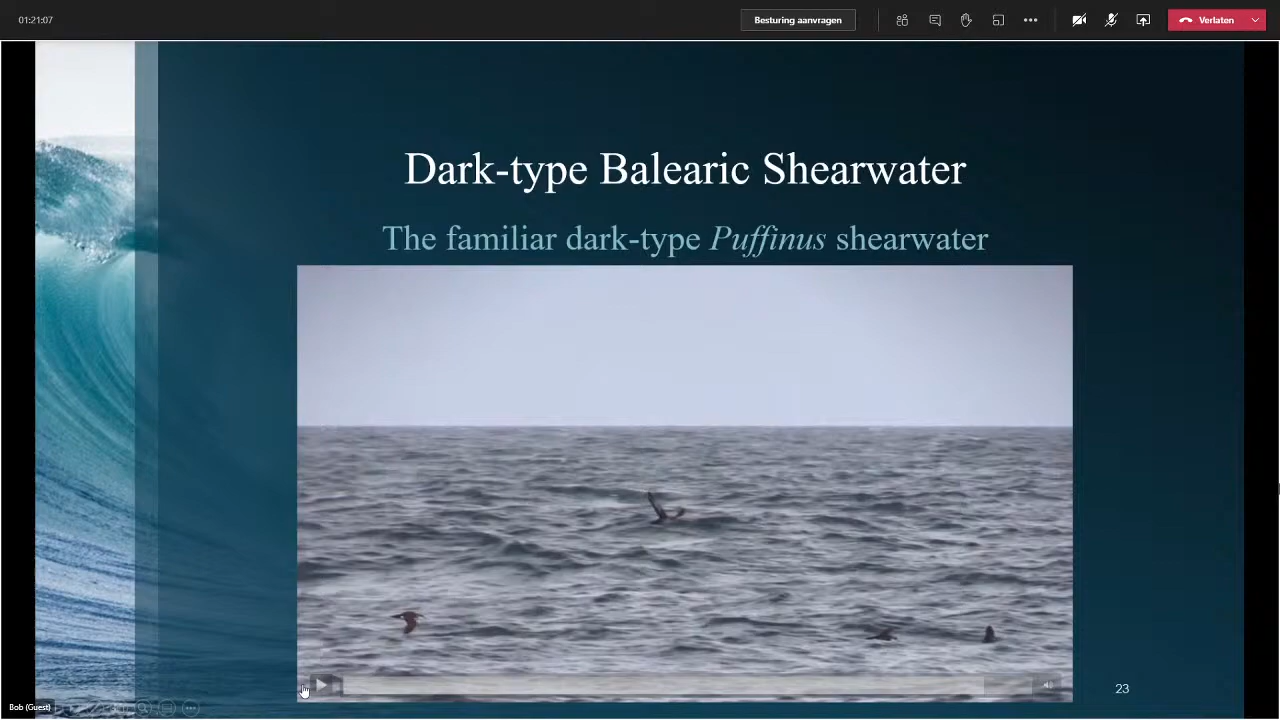 01:21:07
Besturing aanvragen
Verlaten
Dark-type Balearic Shearwater
The familiar dark-type Puffinus shearwater
23
Bob (Guest)